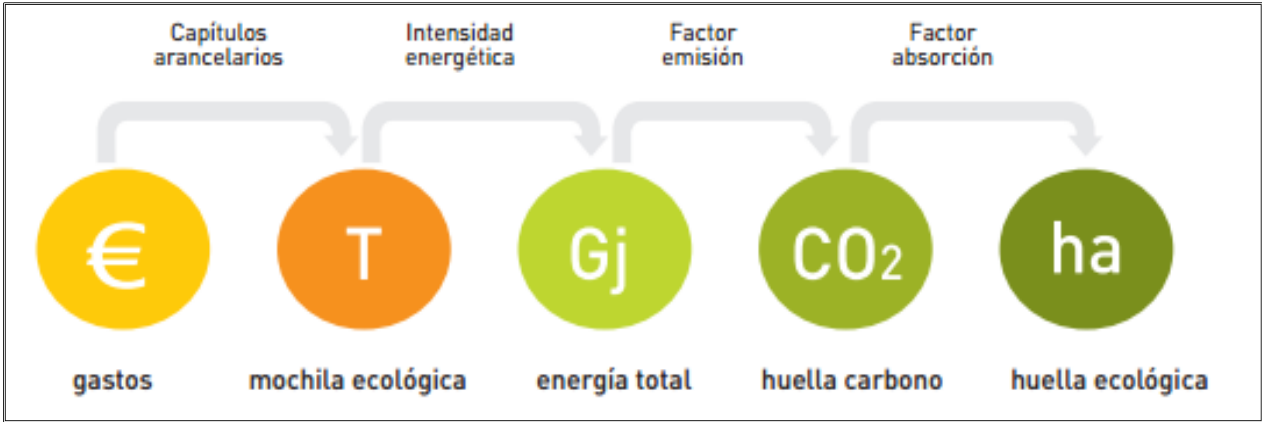 Capítulos
arancelarios
Intensidad
energética
Factor
emisión
Factor
absorción
€
T
Gj
CO₂
ha
gastos
mochila ecológica
energía total
huella carbono
huella ecológica